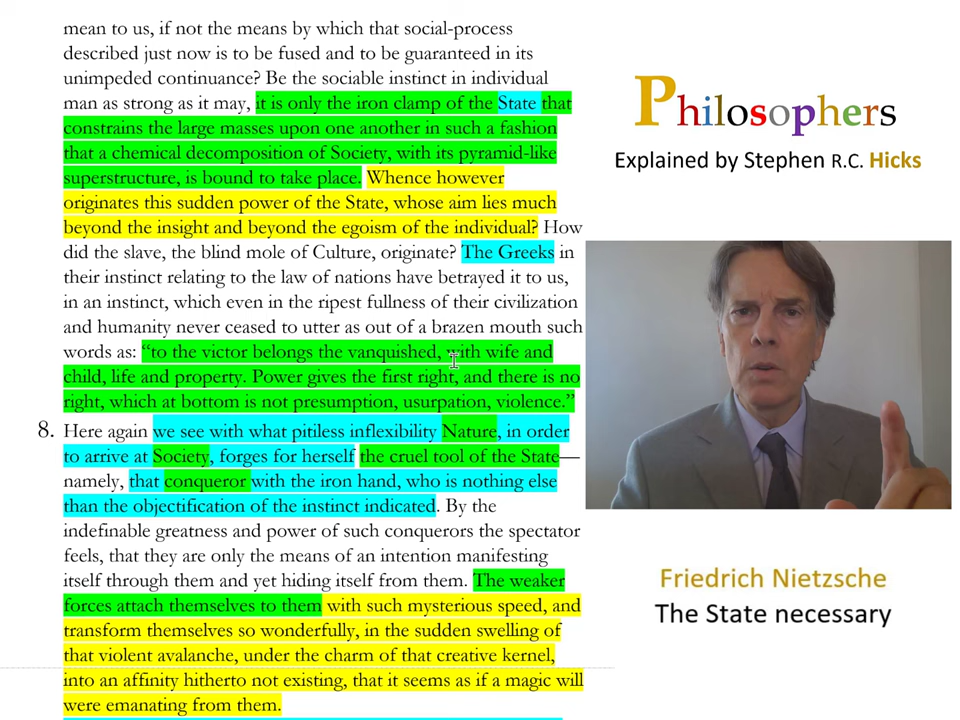 mean to us, if not the means by which that social-process
described just now is to be fused and to be guaranteed in its
unimpeded continuance? Be the sociable instinct in individual
man as strong as it may, it is only the iron clamp of the State that
constrains the large masses upon one another in such a fashion
that a chemical decomposition of Society, with its pyramid-like
superstructure, is bound to take place. Whence however
originates this sudden power of the State, whose aim lies much
beyond the insight and beyond the egoism of the individual? How
did the slave, the blind mole of Culture, originate? The Greeks in
their instinct relating to the law of nations have betrayed it to us,
in an instinct, which even in the ripest fullness of their civilization
and humanity never ceased to utter as out of a brazen mouth such
words as: “to the victor belongs the vanquished, with wife and
child, life and property. Power gives the first right, and there is no
right, which at bottom is not presumption, usurpation, violence.”
8. Here again we see with what pitiless inflexibility Nature, in order
to arrive at Society, forges for herself the cruel tool of the State—
namely, that conqueror with the iron hand, who is nothing else
than the objectification of the instinct indicated. By the
indefinable greatness and power of such conquerors the spectator
feels, that they are only the means of an intention manifesting
itself through them and yet hiding itself from them. The weaker
forces attach themselves to them with such mysterious speed, and
transform themselves so wonderfully, in the sudden swelling of
that violent avalanche, under the charm of that creative kernel,
into an affinity hitherto not existing, that it seems as if a magic will
were emanating from them.
Philosophers
Explained by Stephen R.C. Hicks
Friedrich Nietzsche
The State necessary